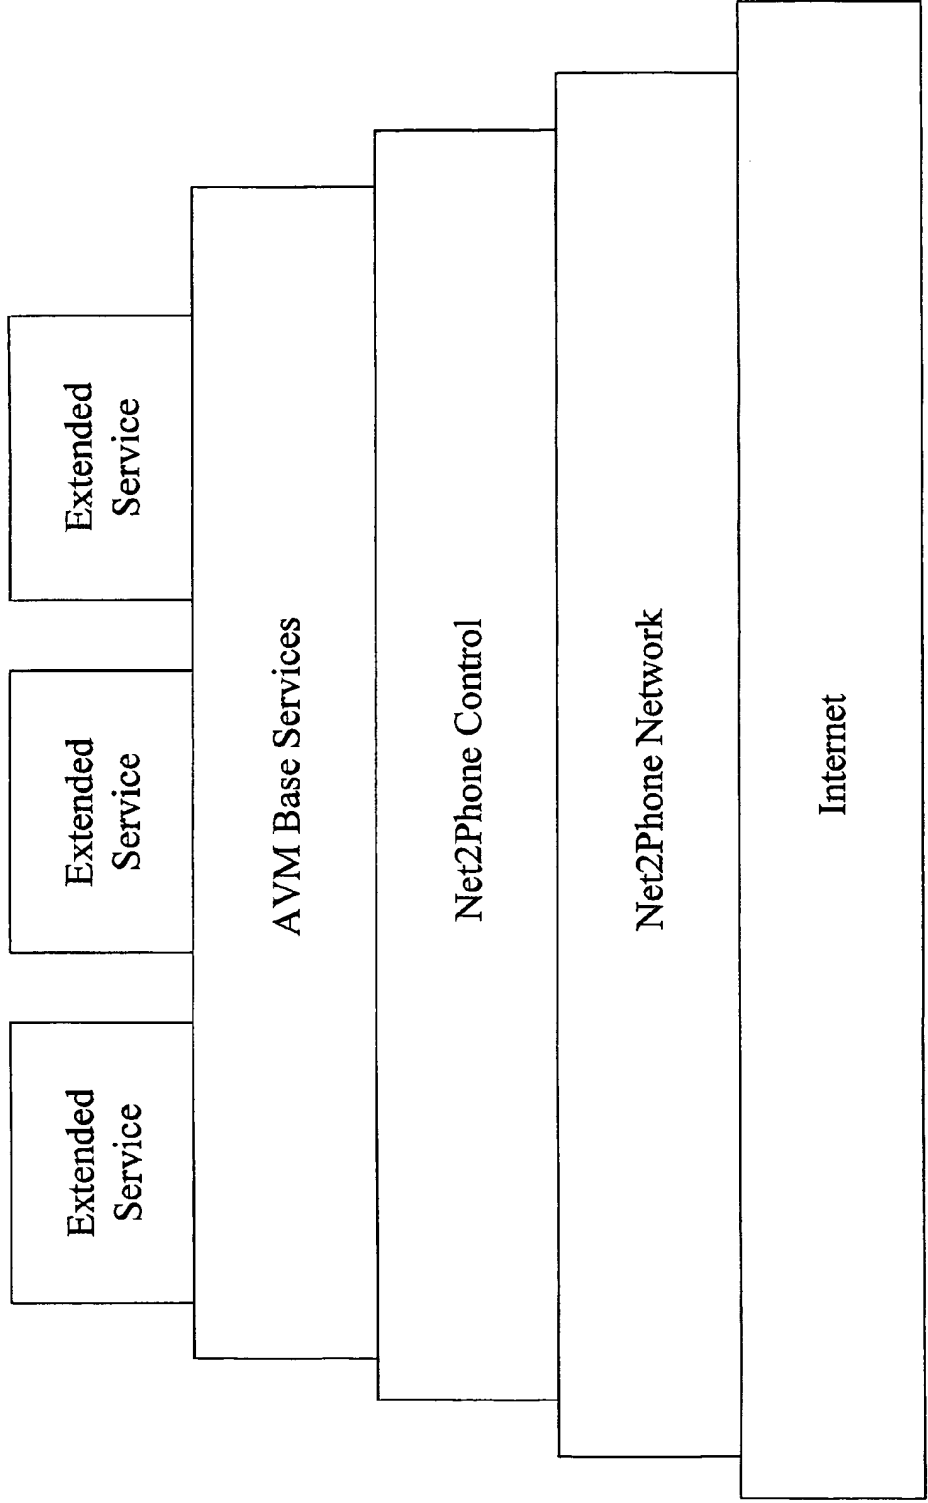 Extended
Service
Extended
Service
Extended
Service
AVM Base Services
Net2Phone Control
Net2Phone Network
Internet